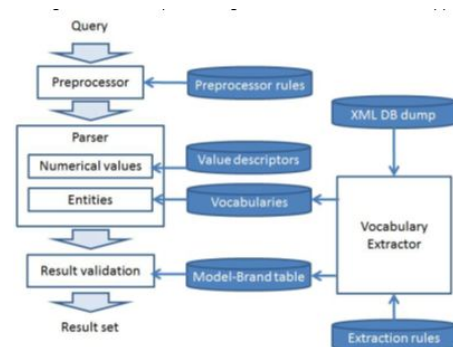 Query
Preprocessor
Preprocessor rules
XML DB dump
Parser
Numerical values
Value descriptors
Entities
Vocabularies
Vocabulary
Extractor
Result validation
Model-Brand table
Result set
Extraction rules